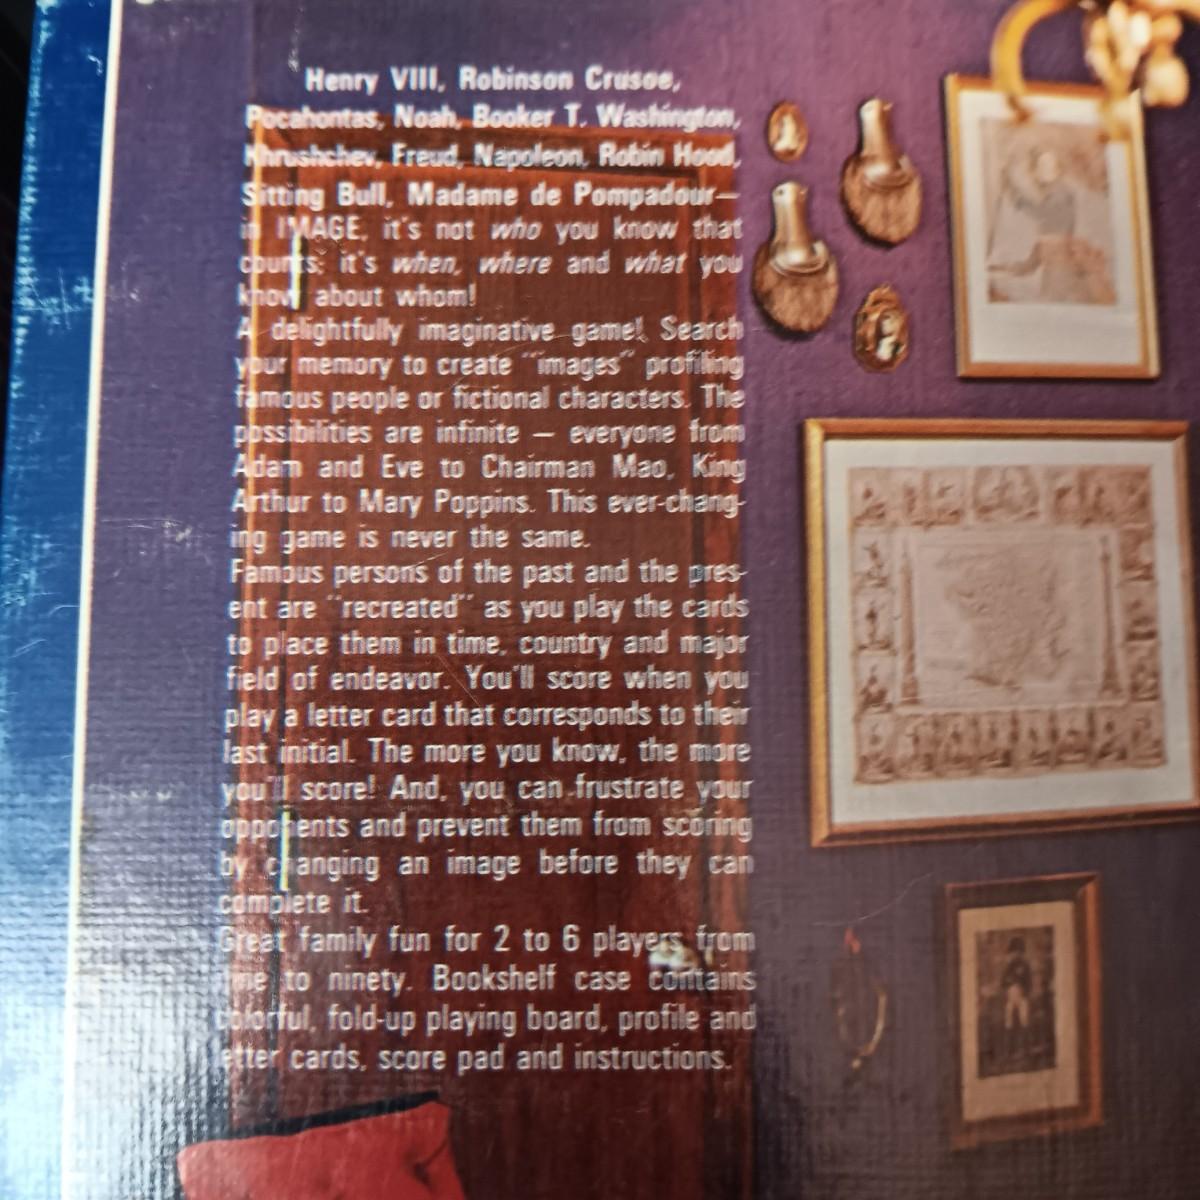 Henry VIII, Robinson Crusoe,
Pocahontas, Noah, Booker T. Washington,
Khrushchev, Freud, Napoleon, Robin Hood,
Sitting Bull, Madame de Pompadour—
in IMAGE, it's not who you know that
counts; it's when, where and what you
know about whom!
A delightfully imaginative game! Search
your memory to create "images" profiling
famous people or fictional characters. The
possibilities are infinite – everyone from
Adam and Eve to Chairman Mao, King
Arthur to Mary Poppins. This ever-chang-
ing game is never the same.
Famous persons of the past and the pres-
ent are "recreated" as you play the cards
to place them in time, country and major
field of endeavor. You'll score when you
play a letter card that corresponds to their
last initial. The more you know, the more
you'll score! And, you can frustrate your
opponents and prevent them from scoring
by changing an image before they can
complete it.
Great family fun for 2 to 6 players from
nine to ninety. Bookshelf case contains
colorful, fold-up playing board, profile and
letter cards, score pad and instructions.